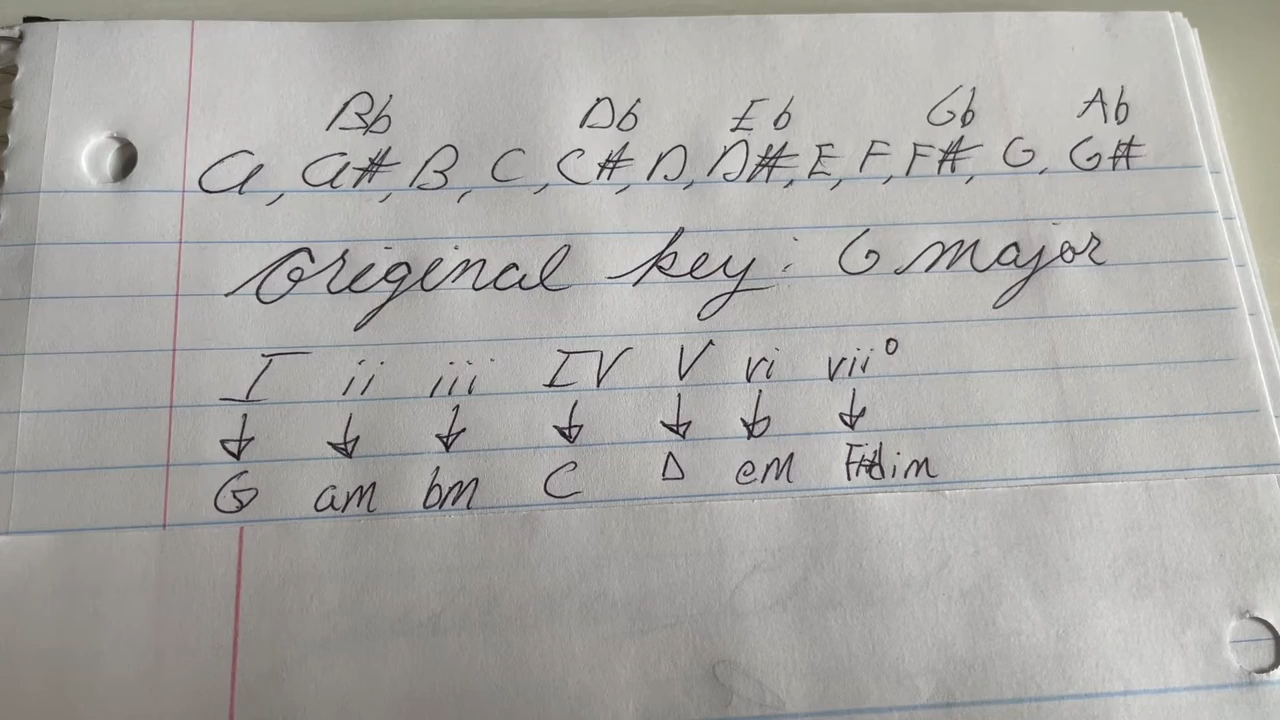 Bb Db Eb Gb Ab
A, A#, B, C, C#, D, D#, E, F, F#, G, G#
Original key: G major
I ii iii IV V vi vii°
↓ ↓ ↓ ↓ ↓ ↓ ↓
G am bm C D em F#dim